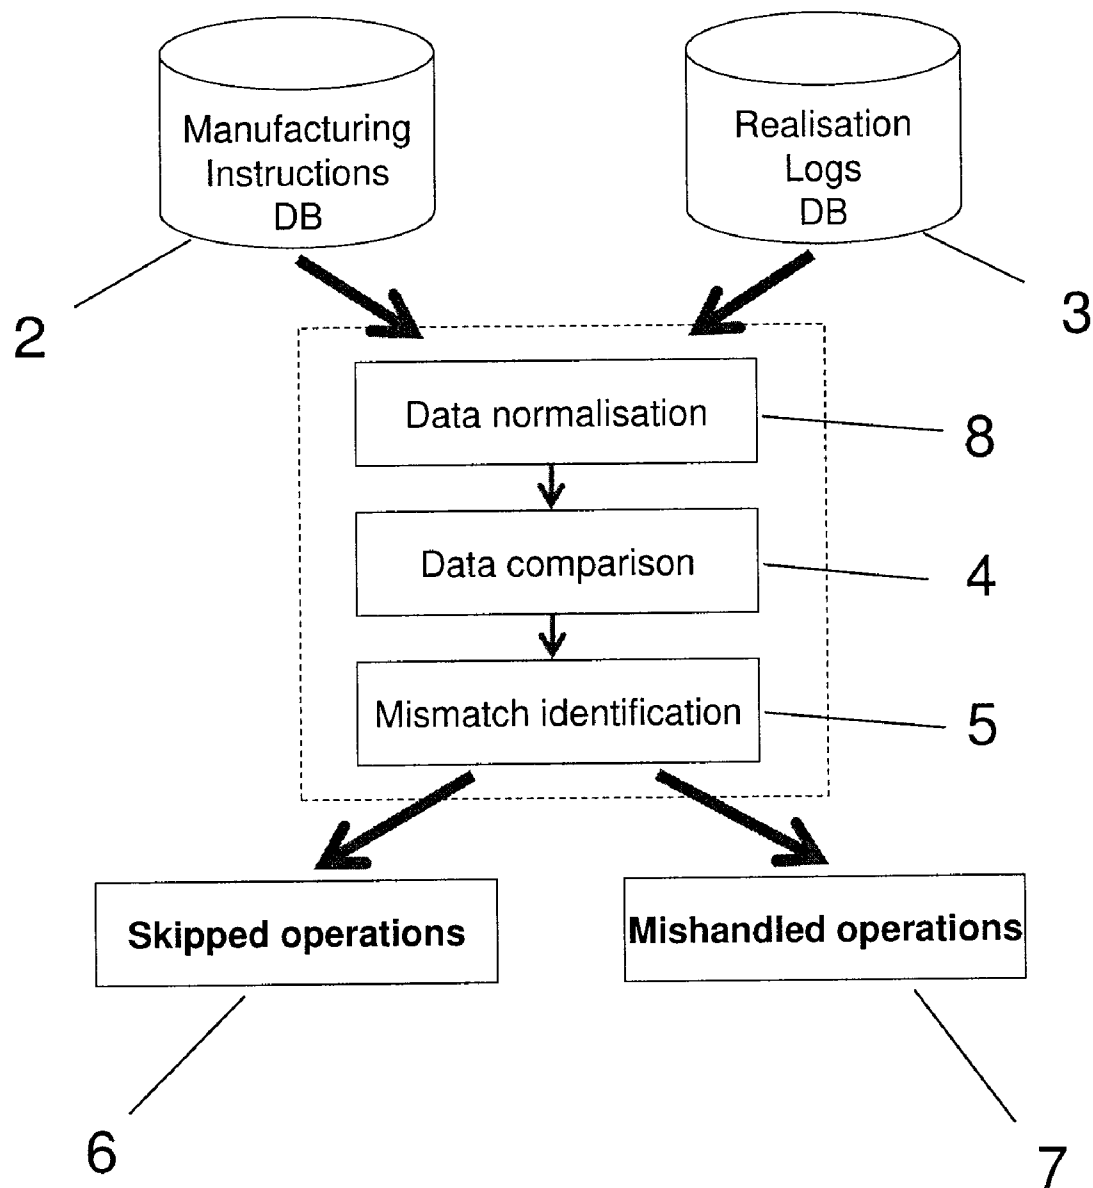 Manufacturing
Instructions
DB
Realisation
Logs
DB
2
3
Data normalisation
8
Data comparison
4
Mismatch identification
5
Skipped operations
Mishandled operations
6
7